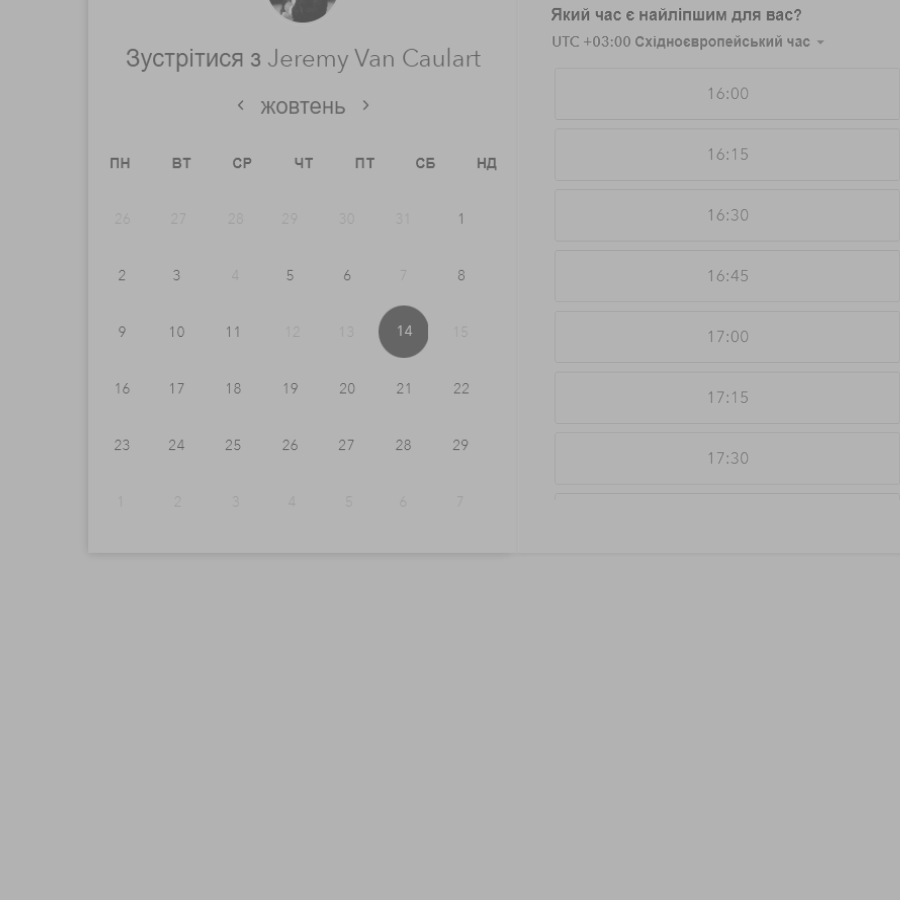 Зустрітися з Jeremy Van Caulart
жовтень
ПН ВТ СР ЧТ ПТ СБ НД
26 27 28 29 30 31 1
2 3 4 5 6 7 8
9 10 11 12 13 14 15
16 17 18 19 20 21 22
23 24 25 26 27 28 29
1 2 3 4 5 6 7
Який час є найліпшим для вас?
UTC +03:00 Східноєвропейський час
16:00
16:15
16:30
16:45
17:00
17:15
17:30